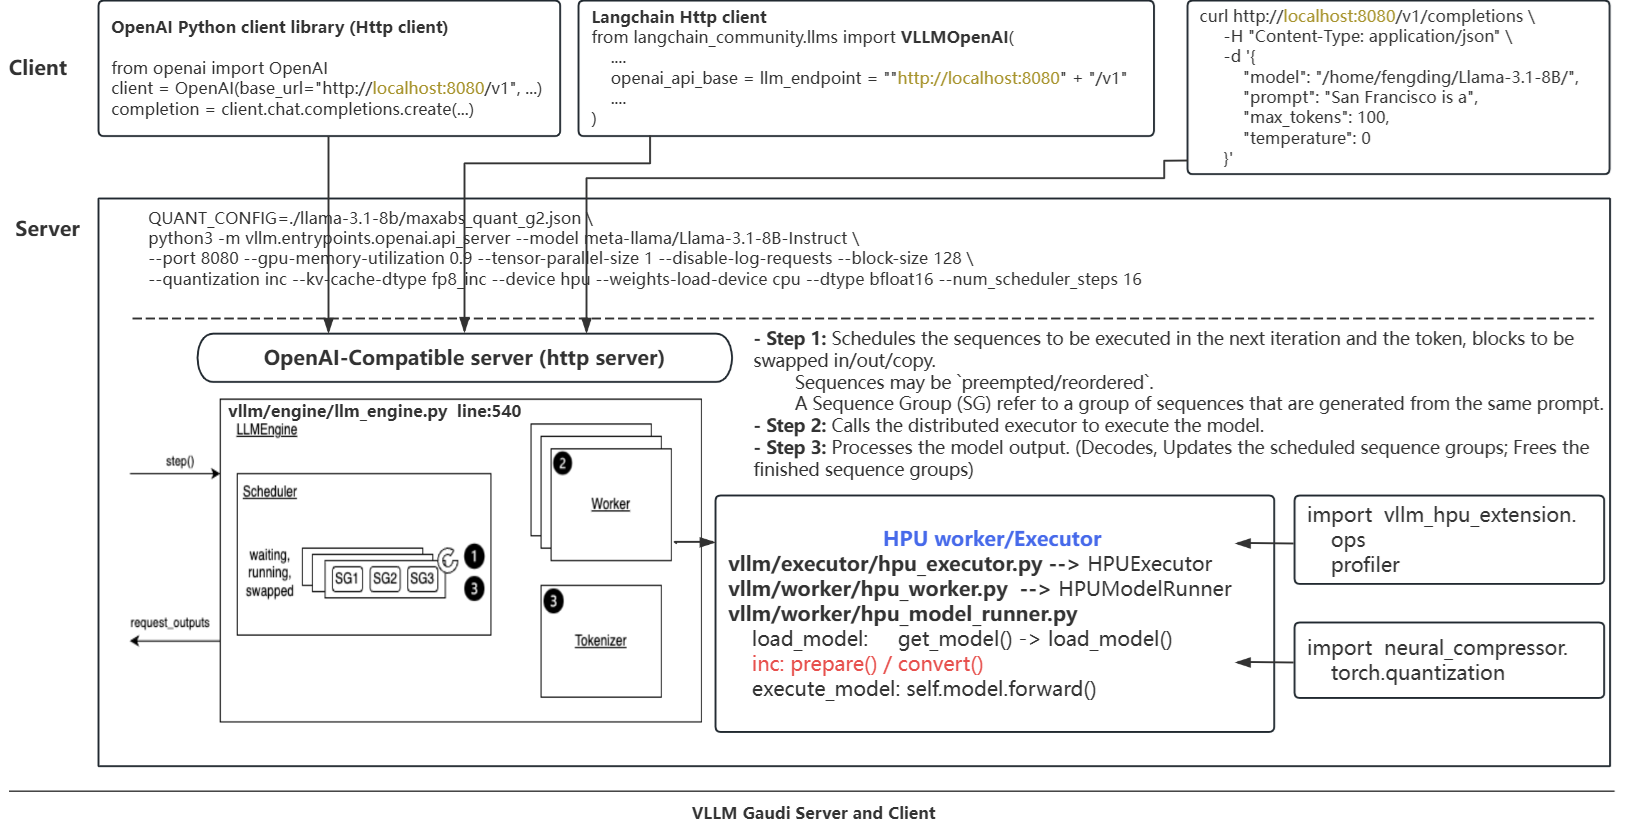 Client
OpenAI Python client library (Http client)
from openai import OpenAI
client = OpenAI(base_url="http://localhost:8080/v1", ...)
completion = client.chat.completions.create(...)
Langchain Http client
from langchain_community.llms import VLLMOpenAI(
....
openai_api_base = llm_endpoint = ""http://localhost:8080" + "/v1"
....
)
curl http://localhost:8080/v1/completions \
-H "Content-Type: application/json" \
-d '{
"model": "/home/fengding/Llama-3.1-8B/",
"prompt": "San Francisco is a",
"max_tokens": 100,
"temperature": 0
}'
Server
QUANT_CONFIG=./llama-3.1-8b/maxabs_quant_g2.json \
python3 -m vllm.entrypoints.openai.api_server --model meta-llama/Llama-3.1-8B-Instruct \
--port 8080 --gpu-memory-utilization 0.9 --tensor-parallel-size 1 --disable-log-requests --block-size 128 \
--quantization inc --kv-cache-dtype fp8_inc --device hpu --weights-load-device cpu --dtype bfloat16 --num_scheduler_steps 16
OpenAI-Compatible server (http server)
- Step 1: Schedules the sequences to be executed in the next iteration and the token, blocks to be
swapped in/out/copy.
Sequences may be `preempted/reordered`.
A Sequence Group (SG) refer to a group of sequences that are generated from the same prompt.
- Step 2: Calls the distributed executor to execute the model.
- Step 3: Processes the model output. (Decodes, Updates the scheduled sequence groups; Frees the
finished sequence groups)
vllm/engine/llm_engine.py line:540
LLMEngine
step()
Scheduler
waiting,
running,
swapped
SG1 SG2 SG3
1
3
request_outputs
2
Worker
3
Tokenizer
HPU worker/Executor
vllm/executor/hpu_executor.py --> HPUExecutor
vllm/worker/hpu_worker.py --> HPUModelRunner
vllm/worker/hpu_model_runner.py
load_model: get_model() -> load_model()
inc: prepare() / convert()
execute_model: self.model.forward()
import vllm_hpu_extension.
ops
profiler
import neural_compressor.
torch.quantization
VLLM Gaudi Server and Client